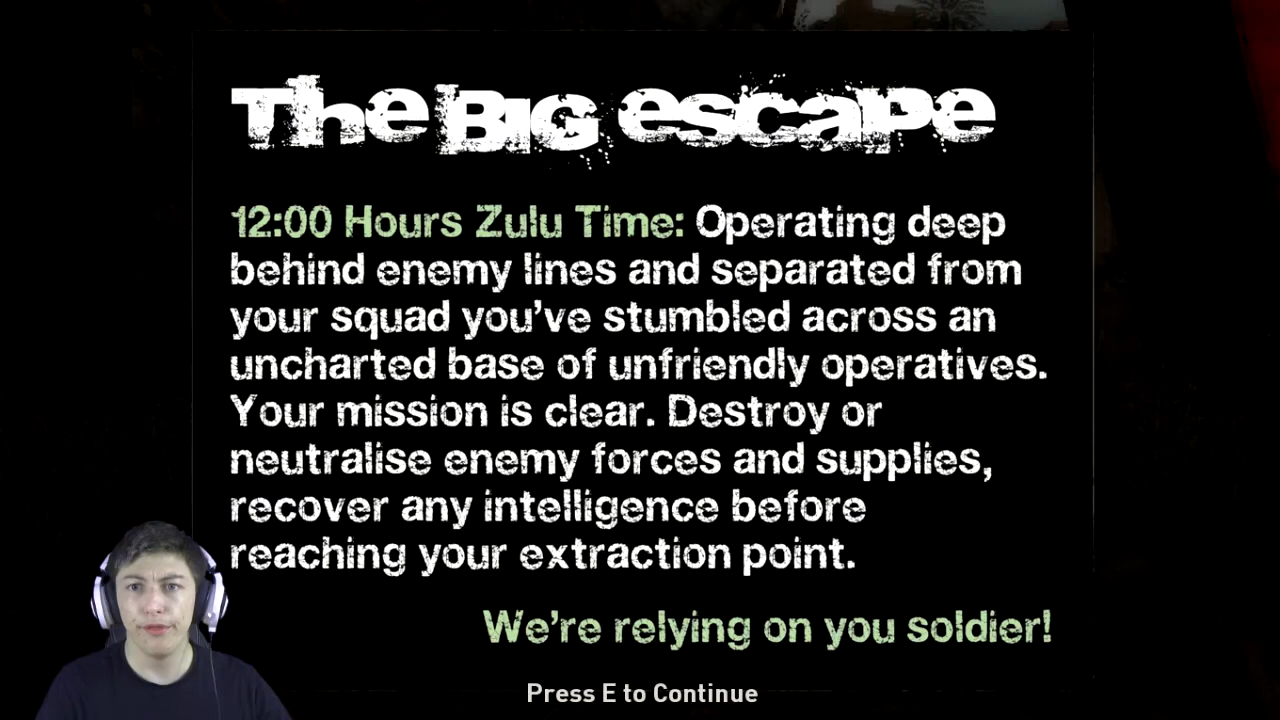 The Big escape
12:00 Hours Zulu Time: Operating deep
behind enemy lines and separated from
your squad you've stumbled across an
uncharted base of unfriendly operatives.
Your mission is clear. Destroy or
neutralise enemy forces and supplies,
recover any intelligence before
reaching your extraction point.
We're relying on you soldier!
Press E to Continue